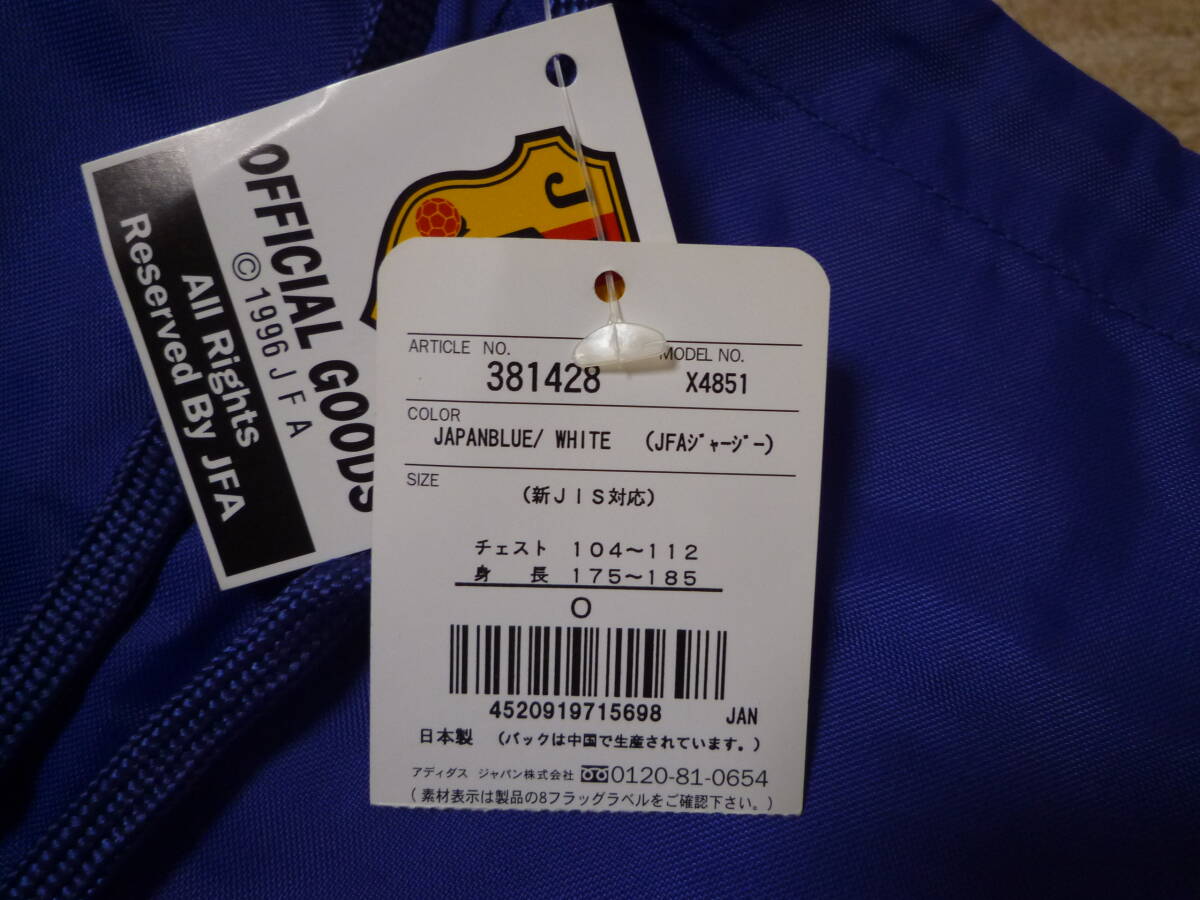 OFFICIAL GOODS
© 1996 J F A
All Rights
Reserved By JFA
J
ARTICLE NO.
MODEL NO.
381428
X4851
COLOR
JAPANBLUE/ WHITE (JFAｼﾞｬｰｼﾞｰ)
SIZE
(新ＪＩＳ対応)
チェスト １０４～１１２
身 長 １７５～１８５
O
4520919715698 JAN
日本製 (バックは中国で生産されています。)
アディダス ジャパン株式会社 0120-81-0654
(素材表示は製品の8フラッグラベルをご確認下さい。)